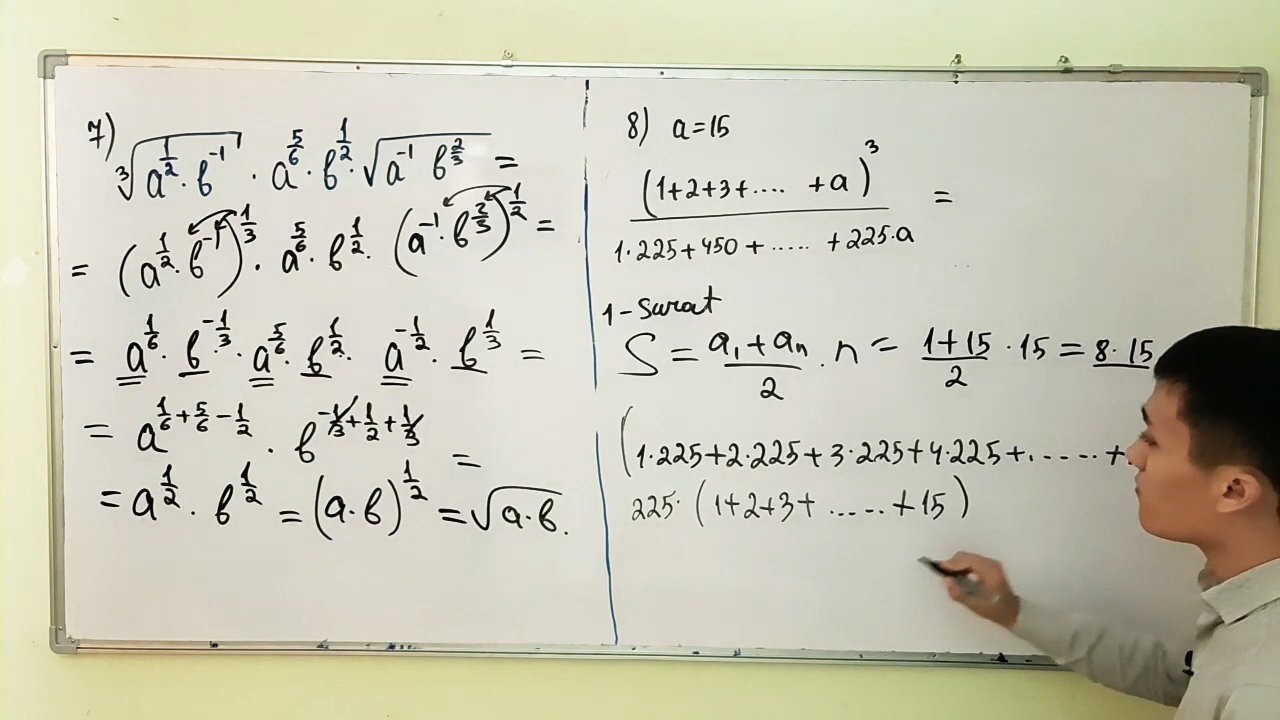 7)
∛(a^(1/2)·b^(-1)) · a^(5/6)·b^(1/2)·√(a^(-1) b^(2/3)) =
= (a^(1/2)·b^(-1))^(1/3) · a^(5/6)·b^(1/2)·(a^(-1)·b^(2/3))^(1/2) =
= a^(1/6)·b^(-1/3)·a^(5/6)·b^(1/2)·a^(-1/2)·b^(1/3) =
= a^(1/6+5/6-1/2) · b^(-1/3+1/2+1/3) =
= a^(1/2)·b^(1/2) = (a·b)^(1/2) = √(a·b).
8) a=15
(1+2+3+.... +a)^3 / (1·225+450+.....+225·a) =
1-surat
S = (a₁+aₙ)/2 · n = (1+15)/2 · 15 = 8·15
(1·225+2·225+3·225+4·225+.....+
225·(1+2+3+.....+15)